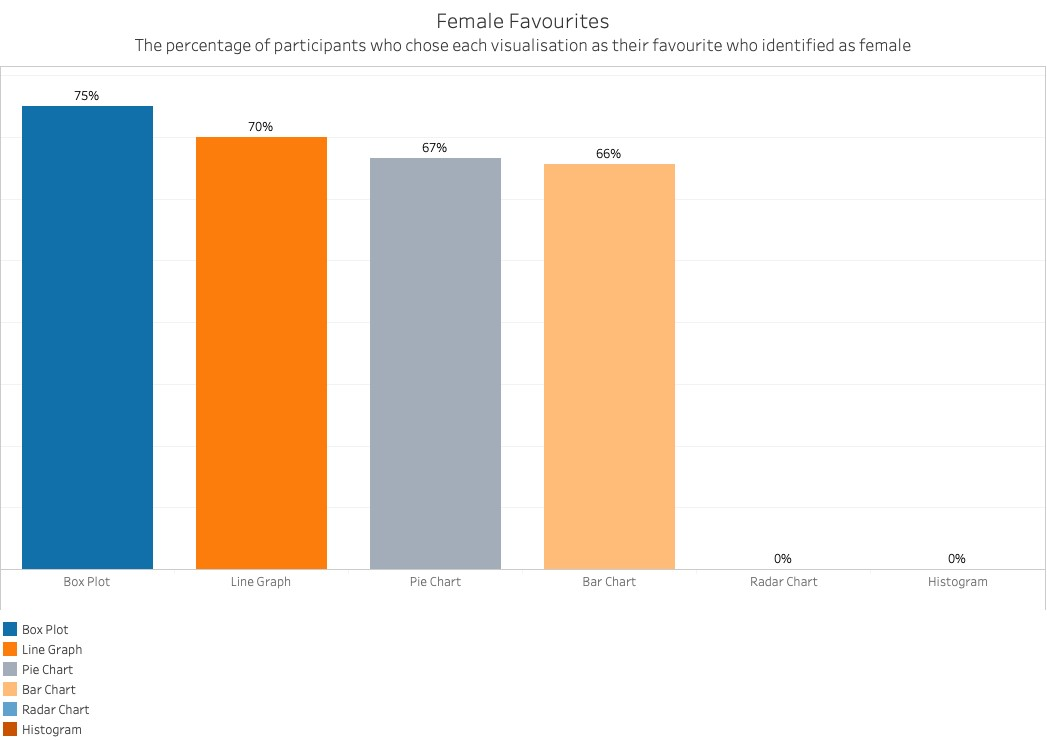 Female Favourites
The percentage of participants who chose each visualisation as their favourite who identified as female
75%
70%
67%
66%
0%
0%
Box Plot
Line Graph
Pie Chart
Bar Chart
Radar Chart
Histogram
Box Plot
Line Graph
Pie Chart
Bar Chart
Radar Chart
Histogram